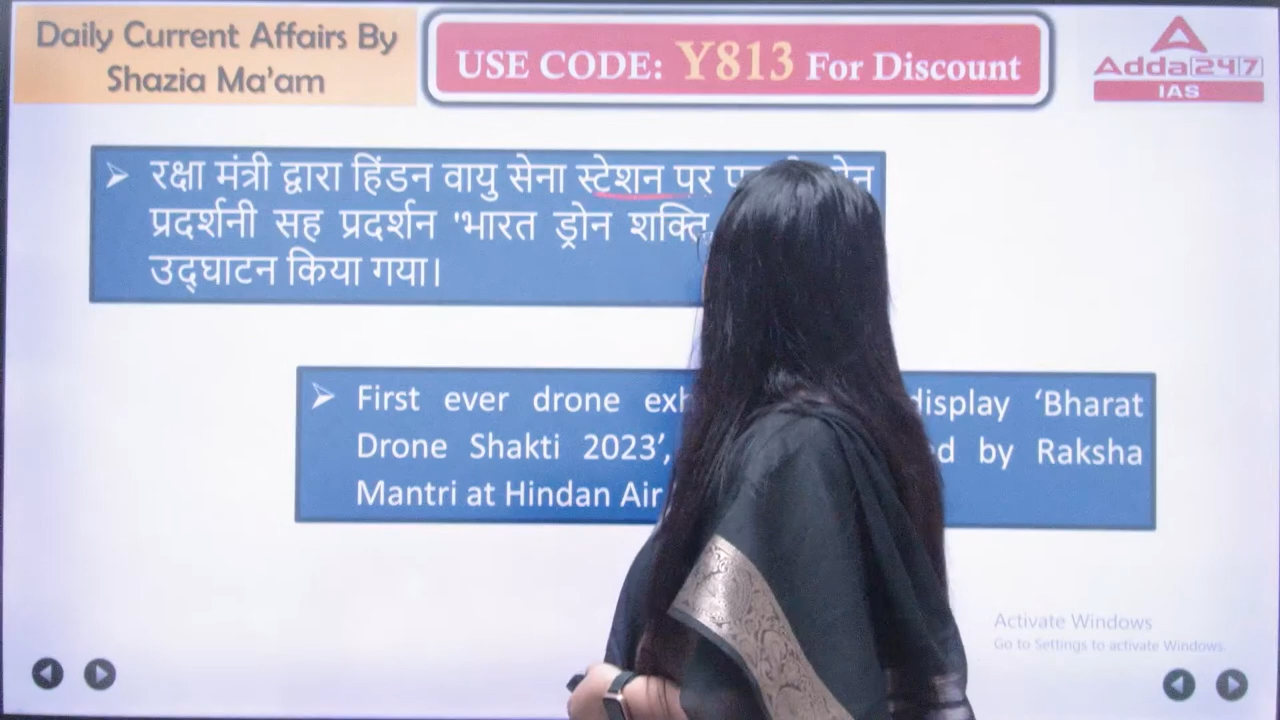 Daily Current Affairs By
Shazia Ma'am
USE CODE: Y813 For Discount
Adda 247
IAS
रक्षा मंत्री द्वारा हिंडन वायु सेना स्टेशन पर
प्रदर्शनी सह प्रदर्शन 'भारत ड्रोन शक्ति
उद्घाटन किया गया।
First ever drone display ‘Bharat
Drone Shakti 2023’, by Raksha
Mantri at Hindan Air
Activate Windows
Go to Settings to activate Windows.